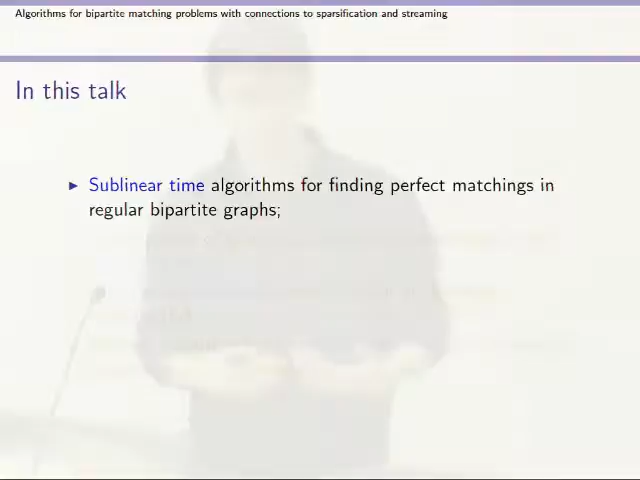 Algorithms for bipartite matching problems with connections to sparsification and streaming
In this talk
▶ Sublinear time algorithms for finding perfect matchings in
regular bipartite graphs;